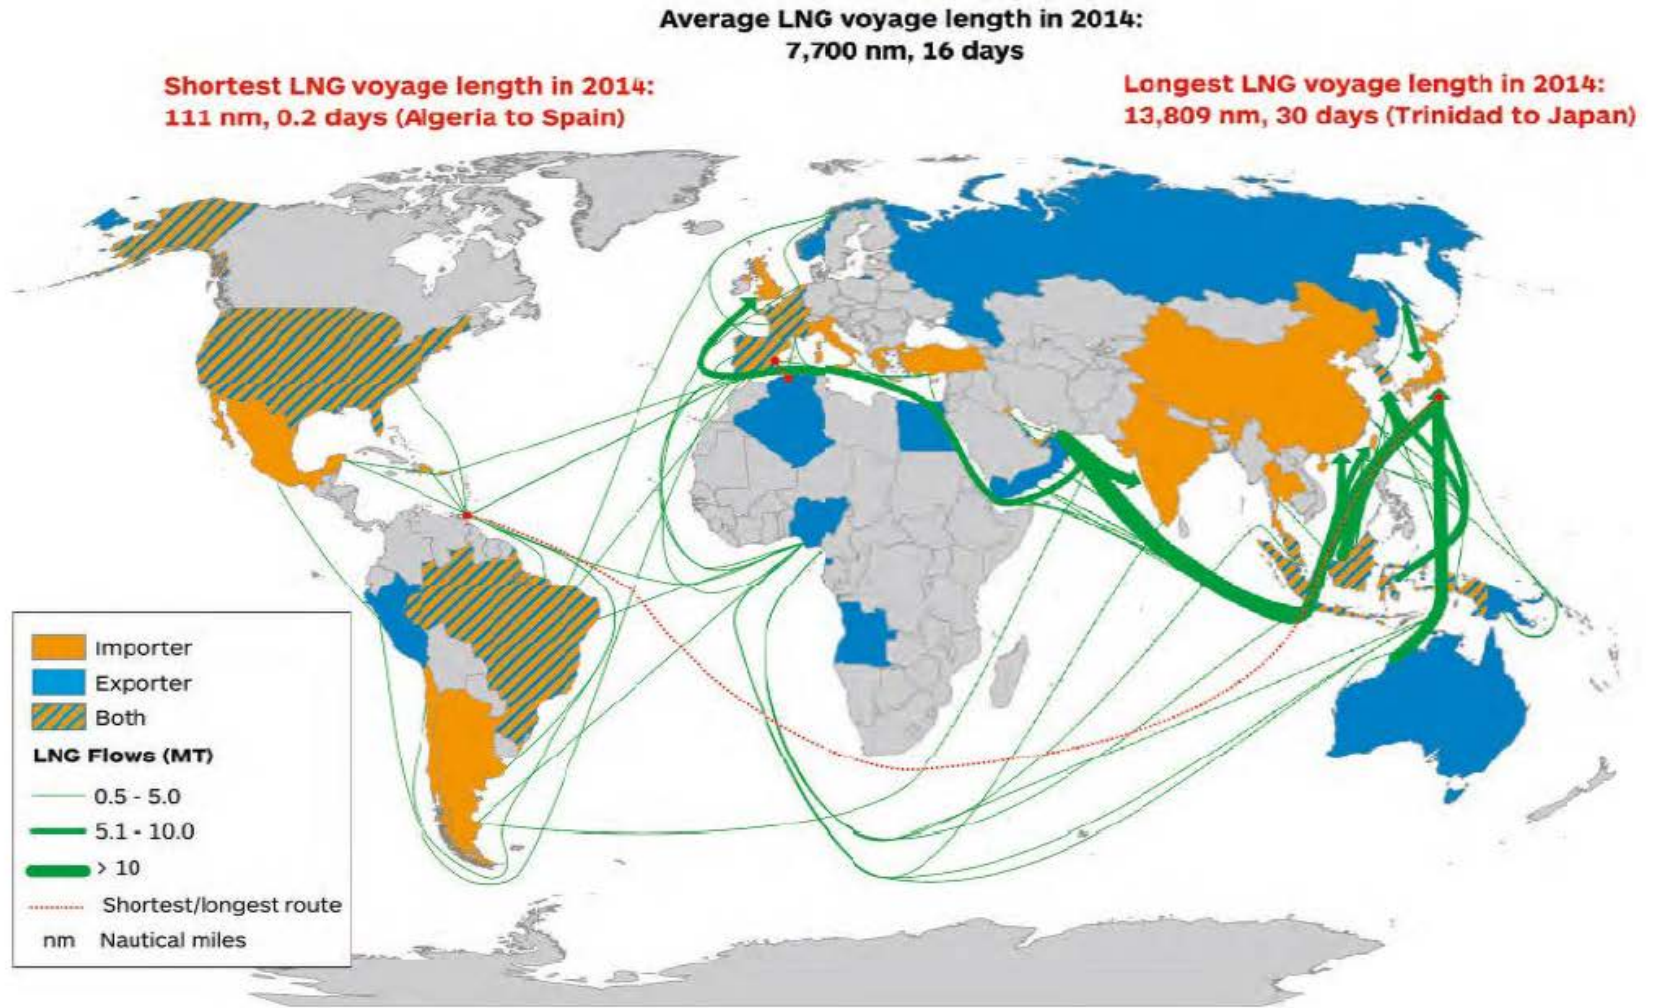 Average LNG voyage length in 2014:
7,700 nm, 16 days
Shortest LNG voyage length in 2014:
111 nm, 0.2 days (Algeria to Spain)
Longest LNG voyage length in 2014:
13,809 nm, 30 days (Trinidad to Japan)
Importer
Exporter
Both
LNG Flows (MT)
0.5 - 5.0
5.1 - 10.0
> 10
Shortest/longest route
nm Nautical miles